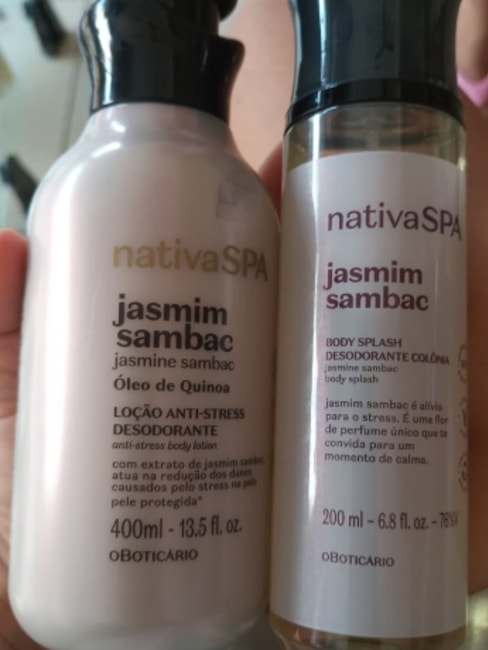 nativaSPA
jasmim
sambac
jasmine sambac
Óleo de Quinoa
LOÇÃO ANTI-STRESS
DESODORANTE
anti-stress body lotion
com extrato de jasmim sambac,
atua na redução dos danos
causados pelo stress na pele
pele protegida*
400ml - 13.5 fl. oz.
oBOTICÁRIO
nativaSPA
jasmim
sambac
BODY SPLASH
DESODORANTE COLÔNIA
jasmine sambac
body splash
jasmim sambac é alívio
para o stress. É uma flor
de perfume único que te
convida para um
momento de calma.
200 ml - 6.8 fl. oz. -
oBOTICÁRIO